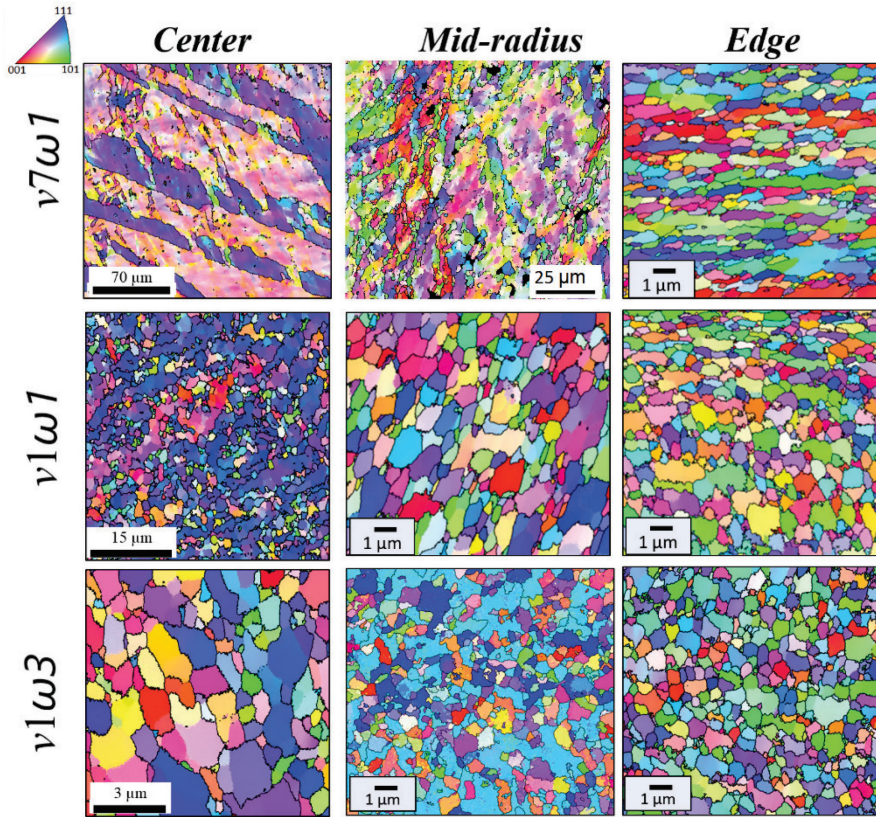 111
001
101
Center
Mid-radius
Edge
v7ω1
70 µm
25 µm
1 µm
v1ω1
15 µm
1 µm
1 µm
v1ω3
3 µm
1 µm
1 µm